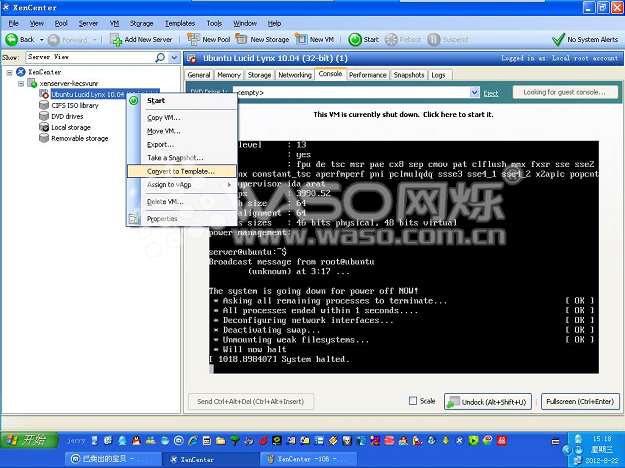 XenCenter
File View Pool Server VM Storage Templates Tools Window Help
Back Forward Add New Server New Pool New Storage New VM Start Reboot Suspend No System Alerts
Show: Server View
Ubuntu Lucid Lynx 10.04 (32-bit) (1) Logged in as: Local root account
XenCenter
xenserver-kecsvunr
Ubuntu Lucid Lynx 10.04
CIFS ISO library
DVD drives
Local storage
Removable storage
Start
Copy VM...
Move VM...
Export...
Take a Snapshot...
Convert to Template...
Assign to vApp
Delete VM...
Properties
General Memory Storage Networking Console Performance Snapshots Logs
DVD Drive 1: <empty> Eject Looking for guest console...
This VM is currently shut down. Click here to start it.
level : 13
: yes
: fpu de tsc msr pae cx8 sep cmov pat clflush mmx fxsr sse sse2
constant_tsc aperfmperf pni pclmulqdq ssse3 sse4_1 sse4_2 x2apic popcnt
ypervisor ida arat
ps : 3990.52
size : 64
alignment : 64
sizes : 46 bits physical, 48 bits virtual
power management:
server@ubuntu:~$
Broadcast message from root@ubuntu
(unknown) at 3:17 ...
The system is going down for power off NOW!
* Asking all remaining processes to terminate... [ OK ]
* All processes ended within 1 seconds.... [ OK ]
* Deconfiguring network interfaces... [ OK ]
* Deactivating swap... [ OK ]
* Unmounting weak filesystems... [ OK ]
* Will now halt
[ 1018.898407] System halted.
WASO网烁
www.waso.com.cn
Send Ctrl+Alt+Del (Ctrl+Alt+Insert) Scale Undock (Alt+Shift+U) Fullscreen (Ctrl+Enter)
开始 jerry
已卖出的宝贝 - ... XenCenter XenCenter -106 - ...
15:18
星期三
2012-8-22